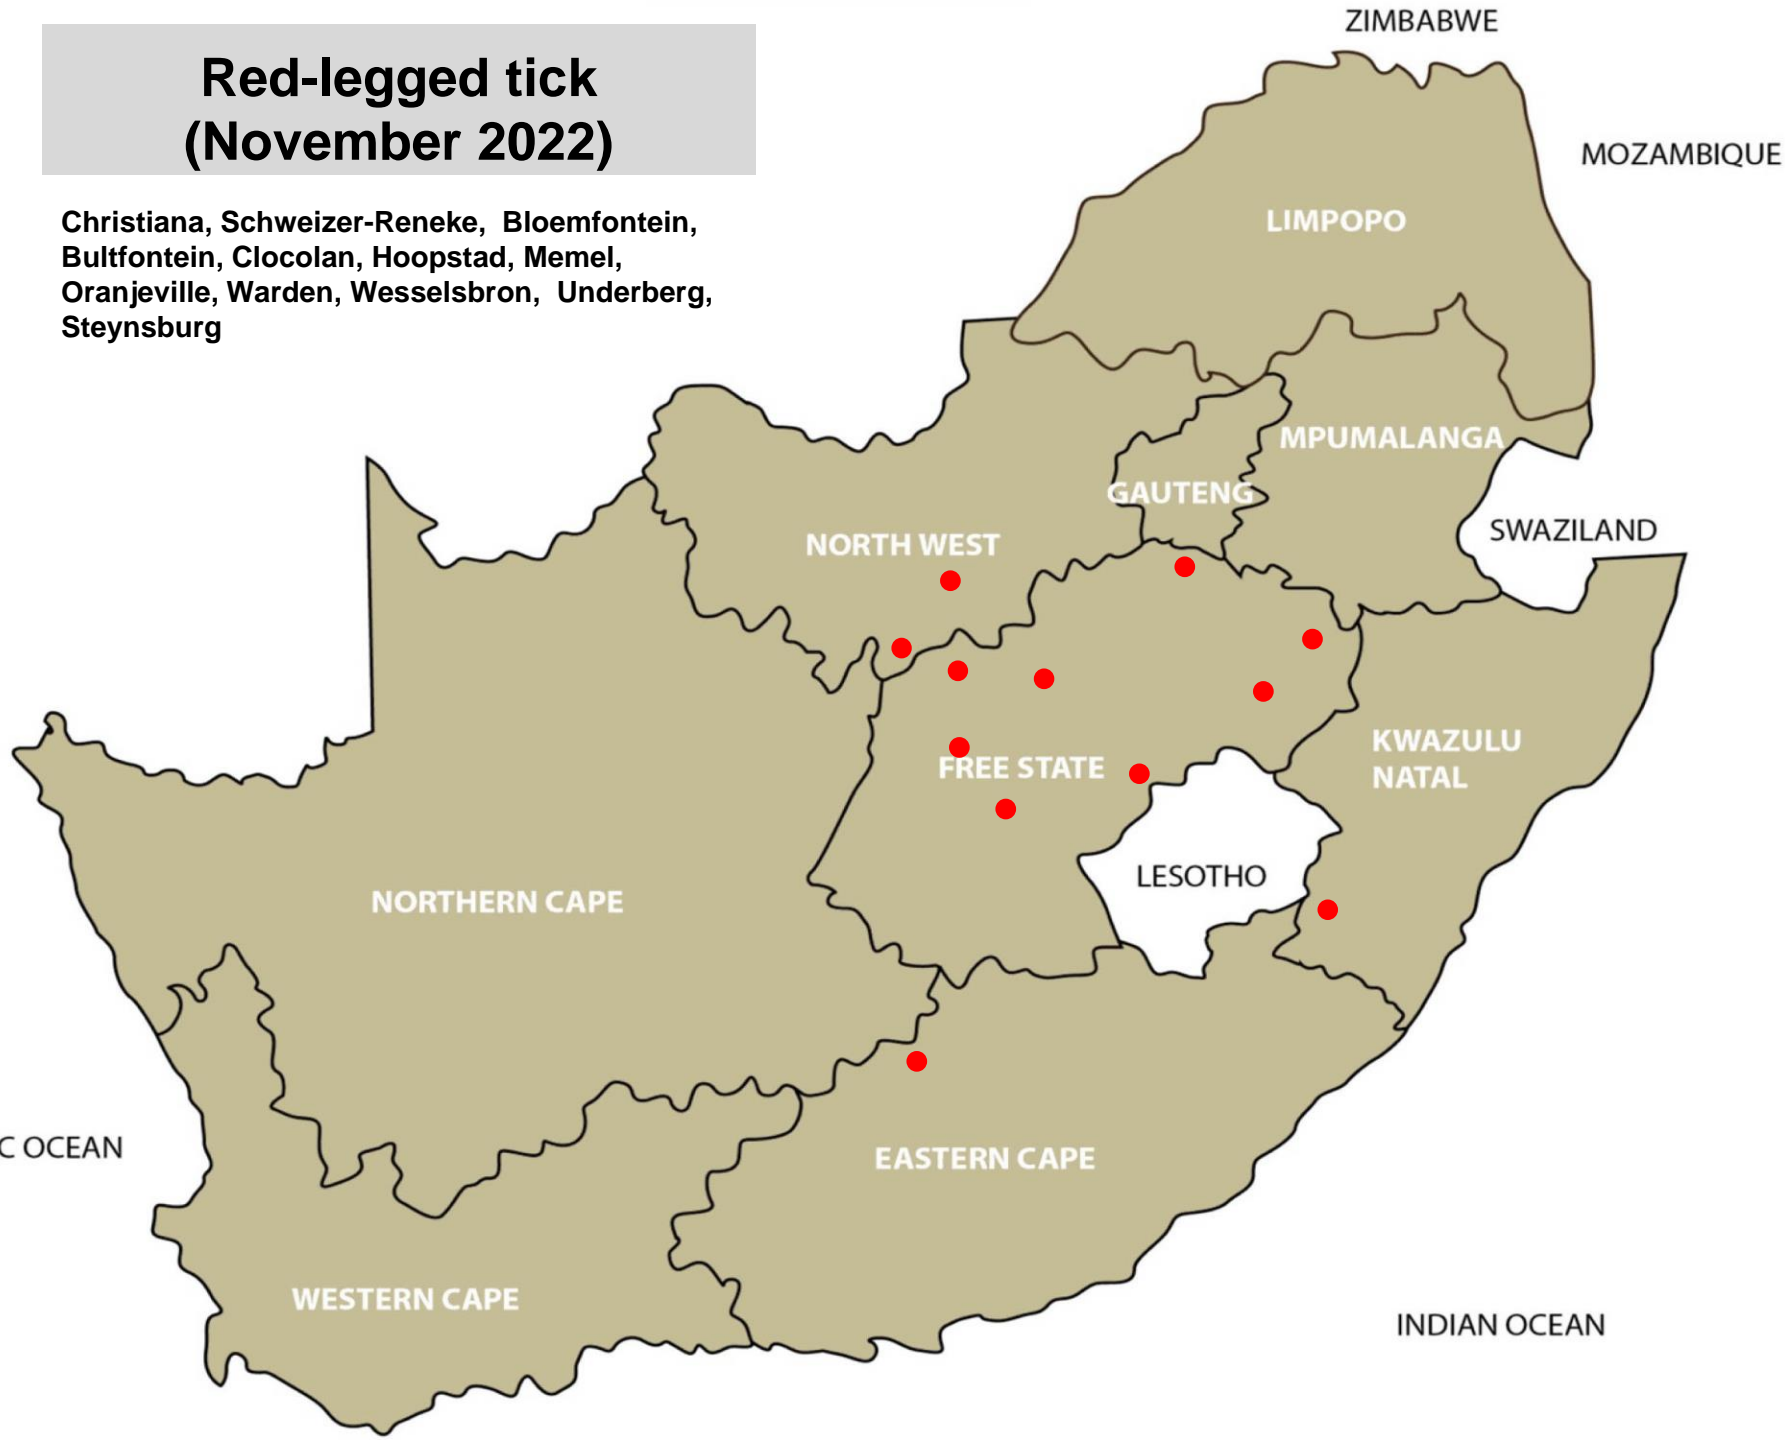 Red-legged tick
(November 2022)
Christiana, Schweizer-Reneke, Bloemfontein,
Bultfontein, Clocolan, Hoopstad, Memel,
Oranjeville, Warden, Wesselsbron, Underberg,
Steynsburg
ZIMBABWE
MOZAMBIQUE
LIMPOPO
MPUMALANGA
GAUTENG
SWAZILAND
NORTH WEST
KWAZULU
NATAL
FREE STATE
LESOTHO
NORTHERN CAPE
C OCEAN
EASTERN CAPE
WESTERN CAPE
INDIAN OCEAN